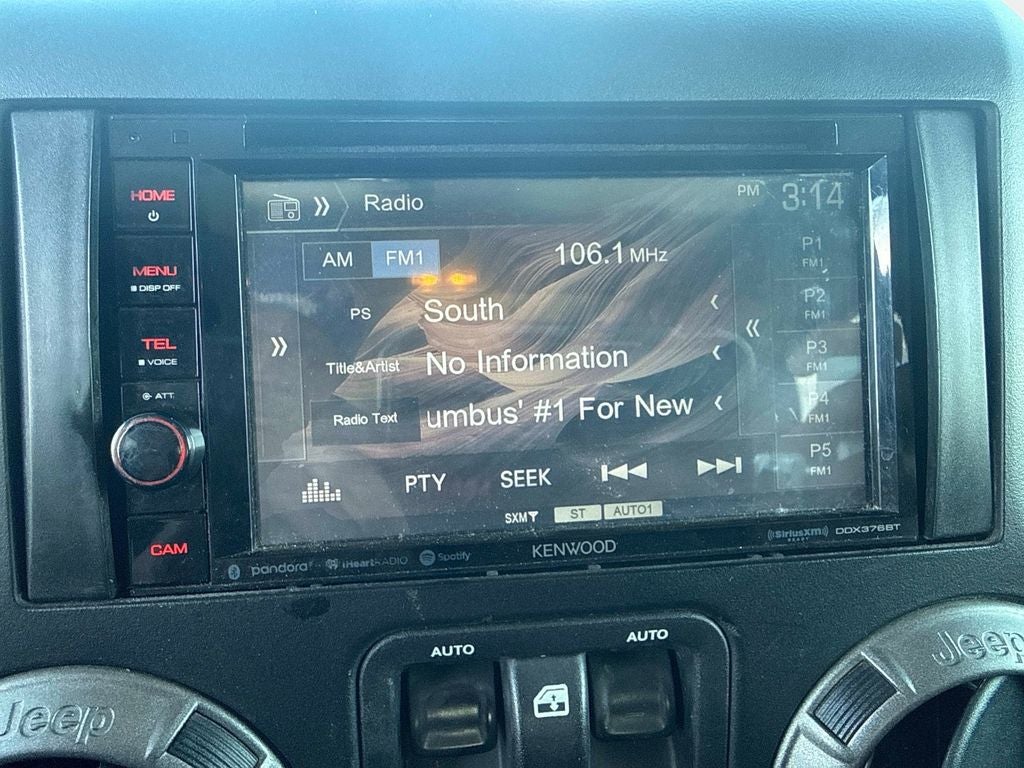 HOME
MENU
DISP OFF
TEL
VOICE
ATT
CAM
Radio
PM 3:14
AM FM1 106.1 MHz
PS South
Title&Artist No Information
Radio Text umbus' #1 For New
P1
FM1
P2
FM1
P3
FM1
P4
FM1
P5
FM1
PTY SEEK
SXM ST AUTO1
pandora iHeartRADIO Spotify KENWOOD SiriusXM READY DDX376BT
AUTO AUTO
Jeep Jeep